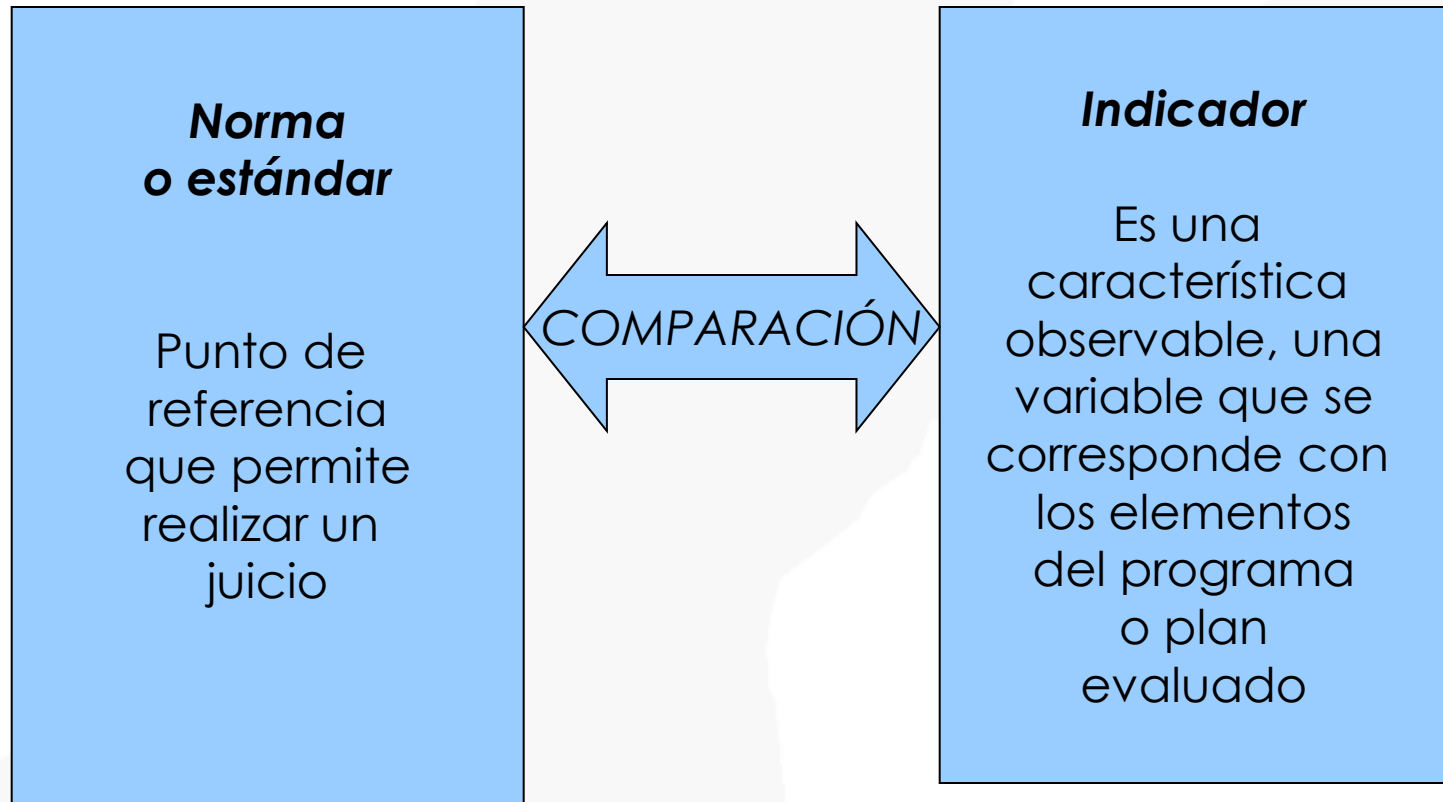 Norma
o estándar
Punto de
referencia
que permite
realizar un
juicio
COMPARACIÓN
Indicador
Es una
característica
observable, una
variable que se
corresponde con
los elementos
del programa
o plan
evaluado